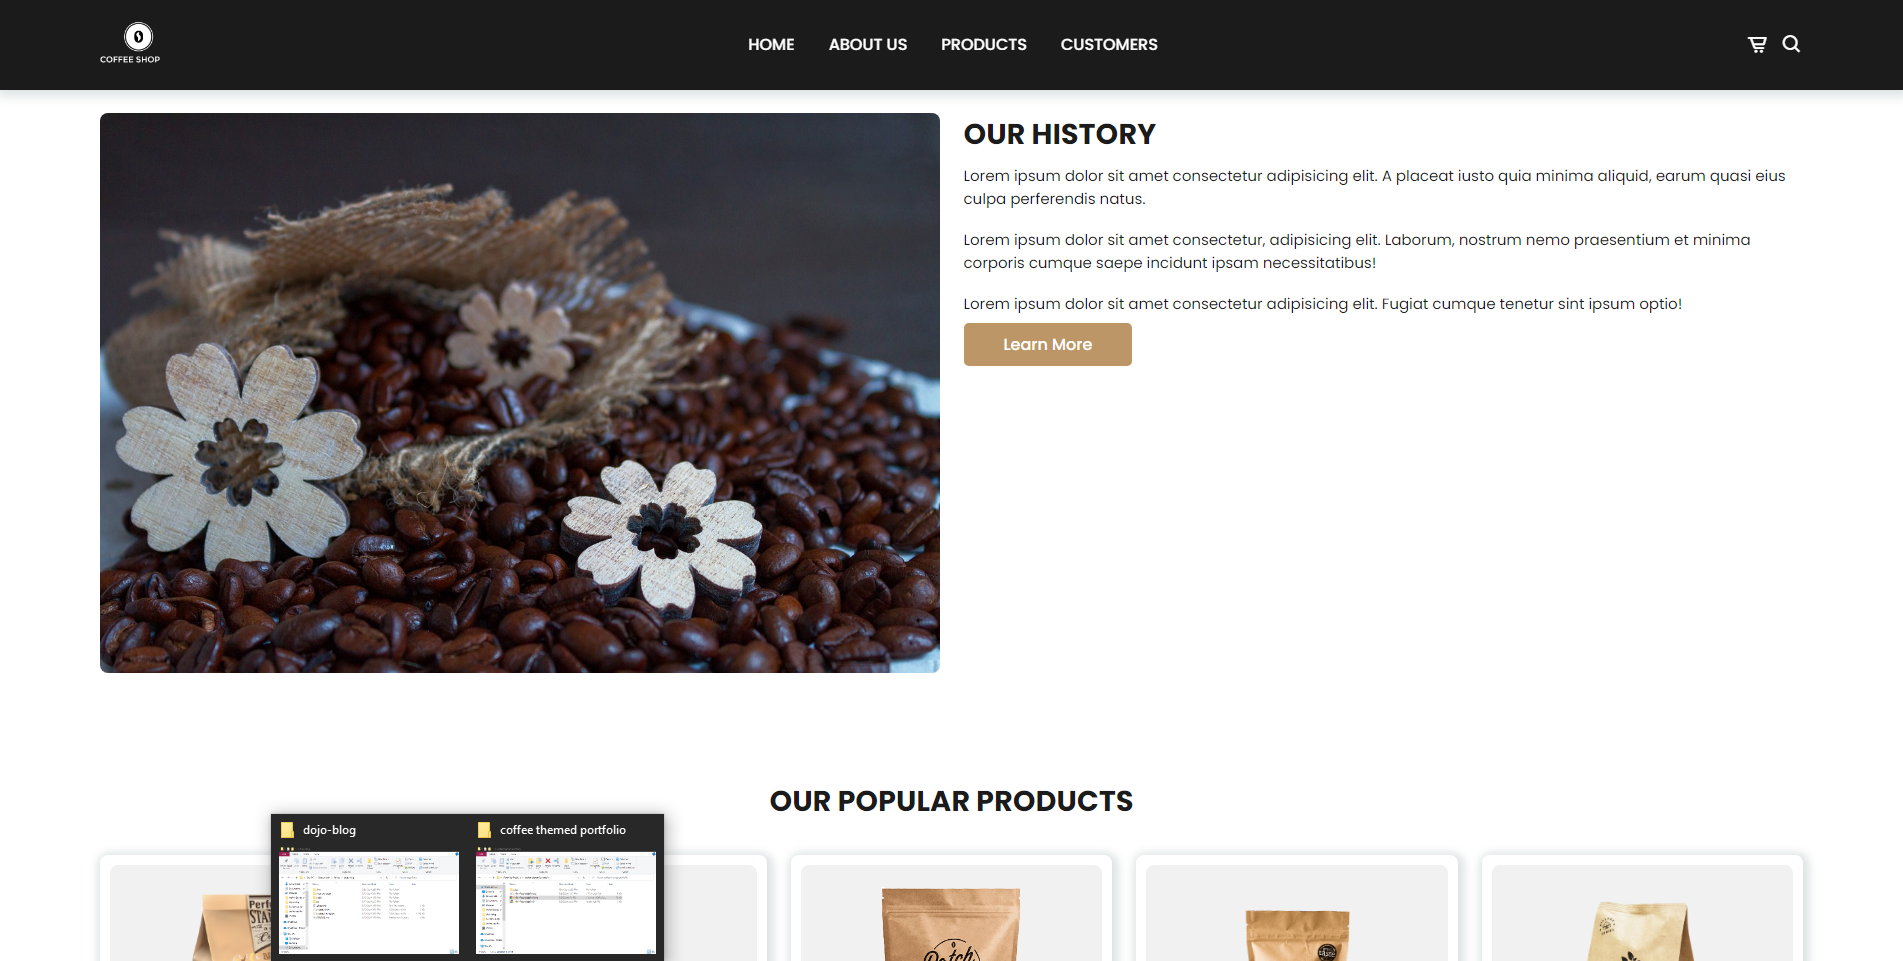 COFFEE SHOP
HOME
ABOUT US
PRODUCTS
CUSTOMERS
OUR HISTORY
Lorem ipsum dolor sit amet consectetur adipisicing elit. A placeat iusto quia minima aliquid, earum quasi eius
culpa perferendis natus.
Lorem ipsum dolor sit amet consectetur, adipisicing elit. Laborum, nostrum nemo praesentium et minima
corporis cumque saepe incidunt ipsam necessitatibus!
Lorem ipsum dolor sit amet consectetur adipisicing elit. Fugiat cumque tenetur sint ipsum optio!
Learn More
OUR POPULAR PRODUCTS
dojo-blog
coffee themed portfolio